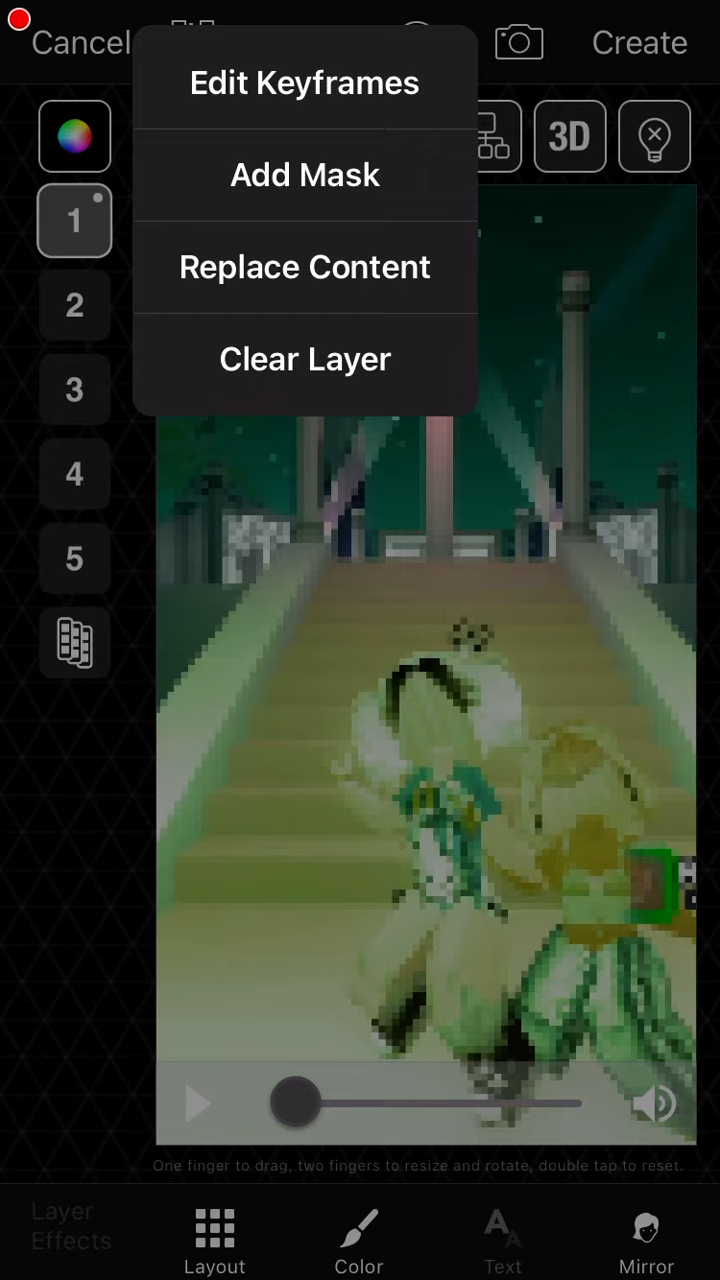 Cancel
Create
Edit Keyframes
Add Mask
Replace Content
Clear Layer
3D
1
2
3
4
5
One finger to drag, two fingers to resize and rotate, double tap to reset.
Layer
Effects
Layout
Color
Text
Mirror